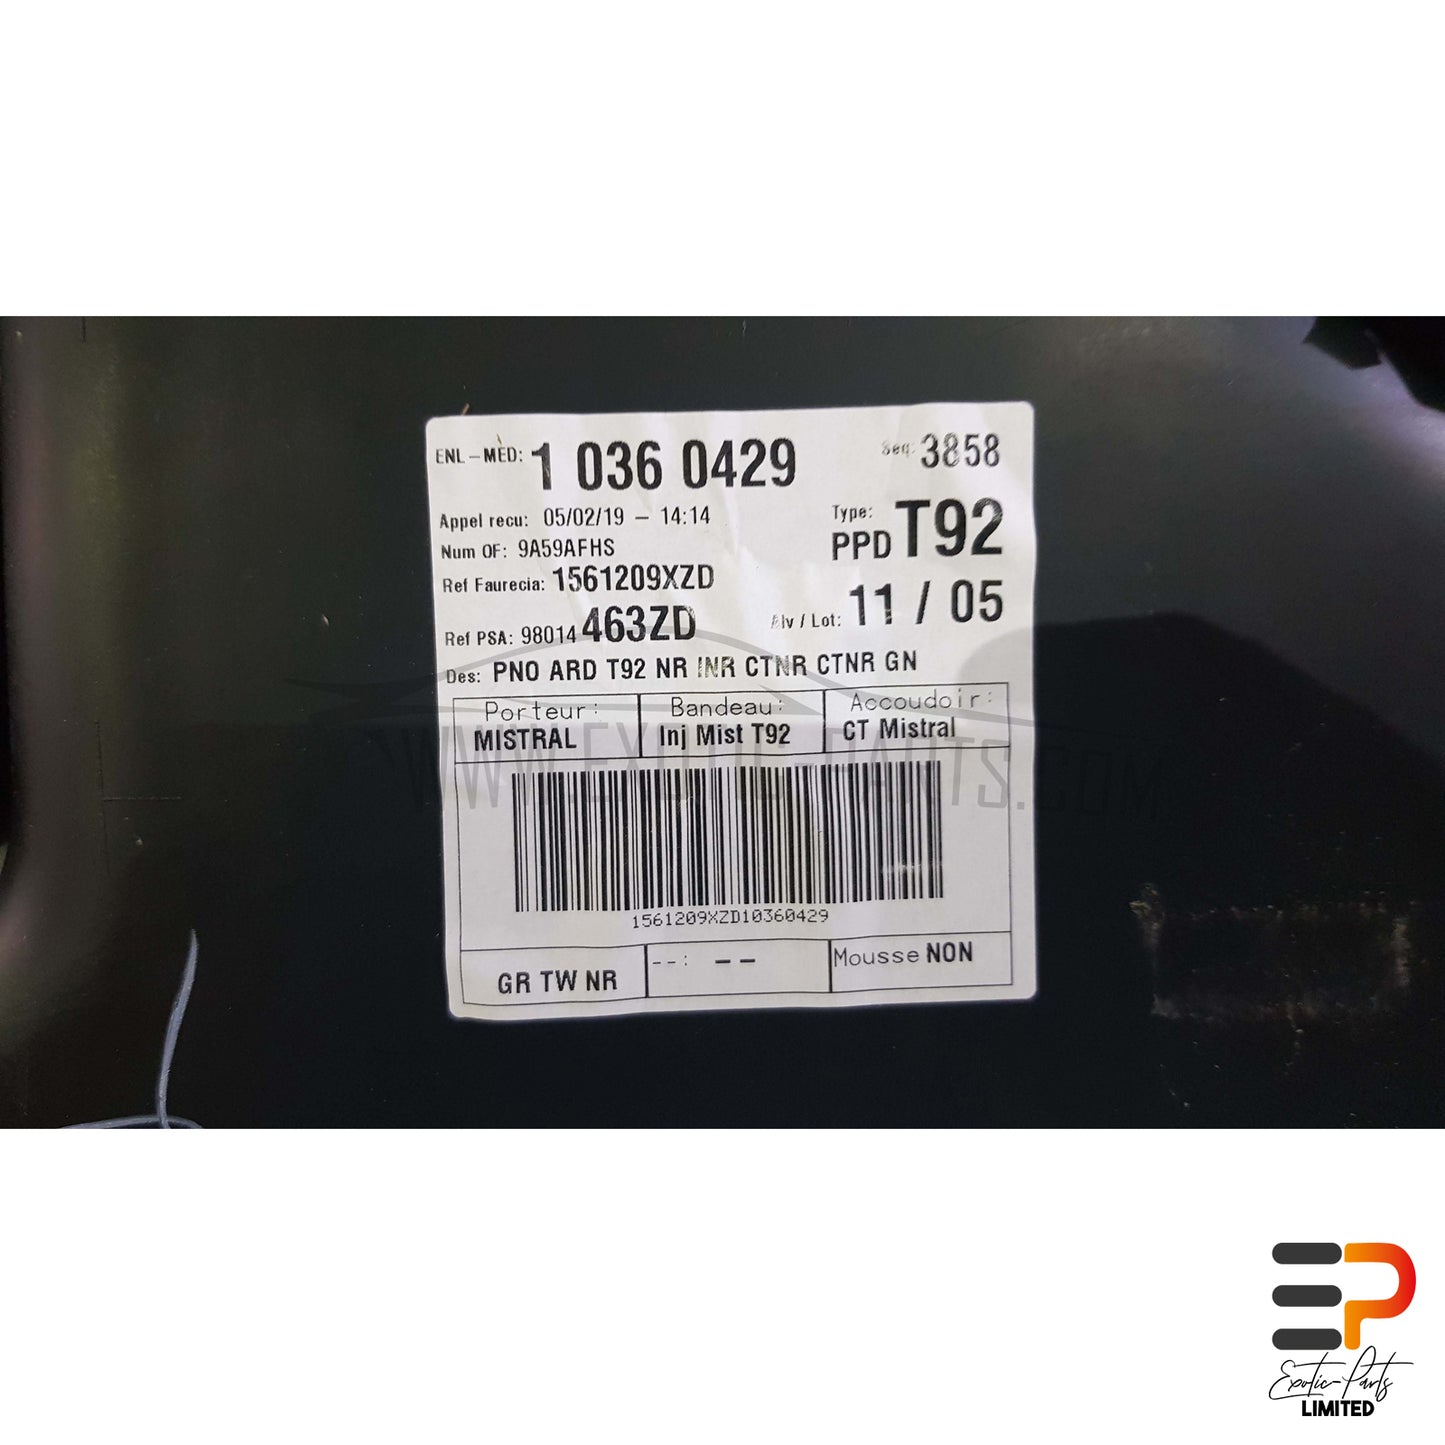 ENL-MED: 1 036 0429 Seq: 3858
Appel recu: 05/02/19 - 14:14
Type: PPD T92
Num OF: 9A59AFHS
Ref Faurecia: 1561209XZD
Alv / Lot: 11 / 05
Ref PSA: 98014 463ZD
Des: PNO ARD T92 NR INR CTNR CTNR GN
Porteur: Bandeau: Accoudoir:
MISTRAL Inj Mist T92 CT Mistral
WWW.EXOTIC-PARTS.COM
1561209XZD10360429
GR TW NR --: -- Mousse NON
EP
Exotic-Parts
LIMITED